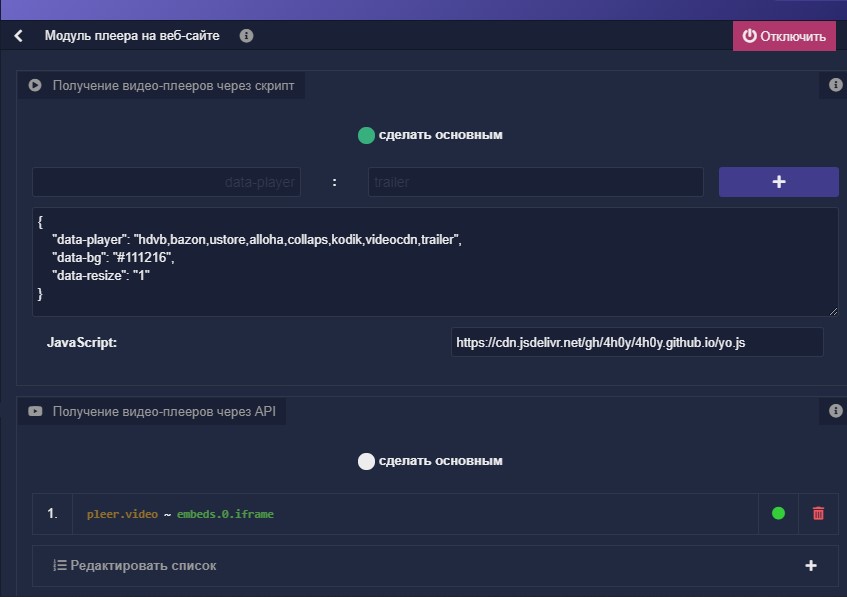 Модуль плеера на веб-сайте
Отключить
Получение видео-плееров через скрипт
сделать основным
data-player : trailer +
{
"data-player": "hdvb,bazon,ustore,alloha,collaps,kodik,videocdn,trailer",
"data-bg": "#111216",
"data-resize": "1"
}
JavaScript: https://cdn.jsdelivr.net/gh/4h0y/4h0y.github.io/yo.js
Получение видео-плееров через API
сделать основным
1. pleer.video ~ embeds.0.iframe
Редактировать список +